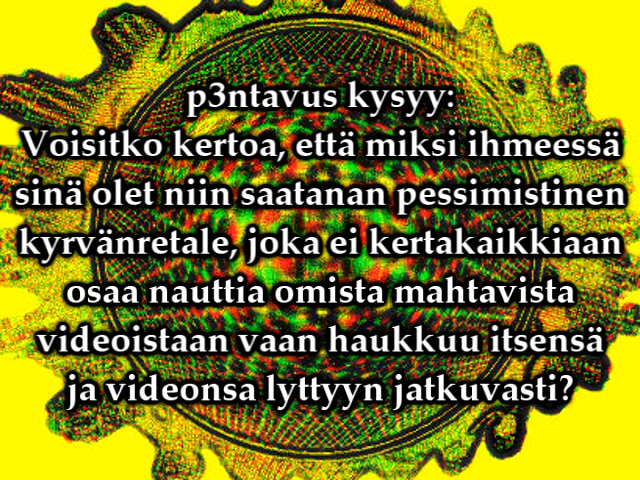 p3ntavus kysyy:
Voisitko kertoa, että miksi ihmeessä
sinä olet niin saatanan pessimistinen
kyrvänretale, joka ei kertakaikkiaan
osaa nauttia omista mahtavista
videoistaan vaan haukkuu itsensä
ja videonsa lyttyyn jatkuvasti?